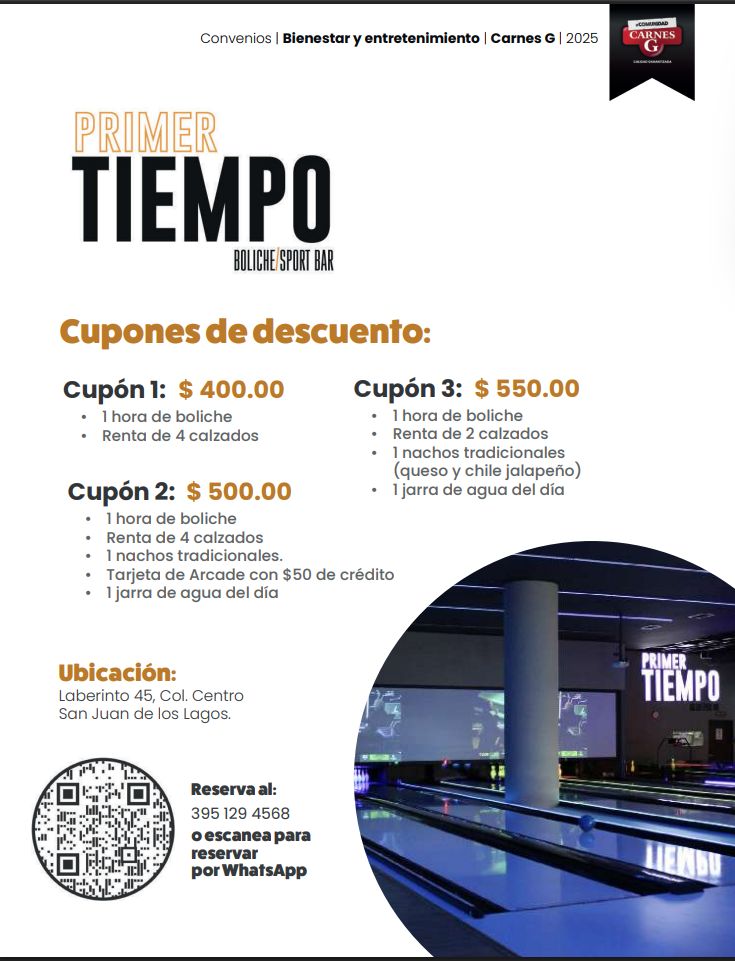 Convenios | Bienestar y entretenimiento | Carnes G | 2025
#COMUNIDAD
CARNES
G
CALIDAD GARANTIZADA
PRIMER
TIEMPO
BOLICHE/SPORT BAR
Cupones de descuento:
Cupón 1: $ 400.00
• 1 hora de boliche
• Renta de 4 calzados
Cupón 2: $ 500.00
• 1 hora de boliche
• Renta de 4 calzados
• 1 nachos tradicionales.
• Tarjeta de Arcade con $50 de crédito
• 1 jarra de agua del día
Cupón 3: $ 550.00
• 1 hora de boliche
• Renta de 2 calzados
• 1 nachos tradicionales
(queso y chile jalapeño)
• 1 jarra de agua del día
Ubicación:
Laberinto 45, Col. Centro
San Juan de los Lagos.
Reserva al:
395 129 4568
o escanea para
reservar
por WhatsApp
PRIMER
TIEMPO